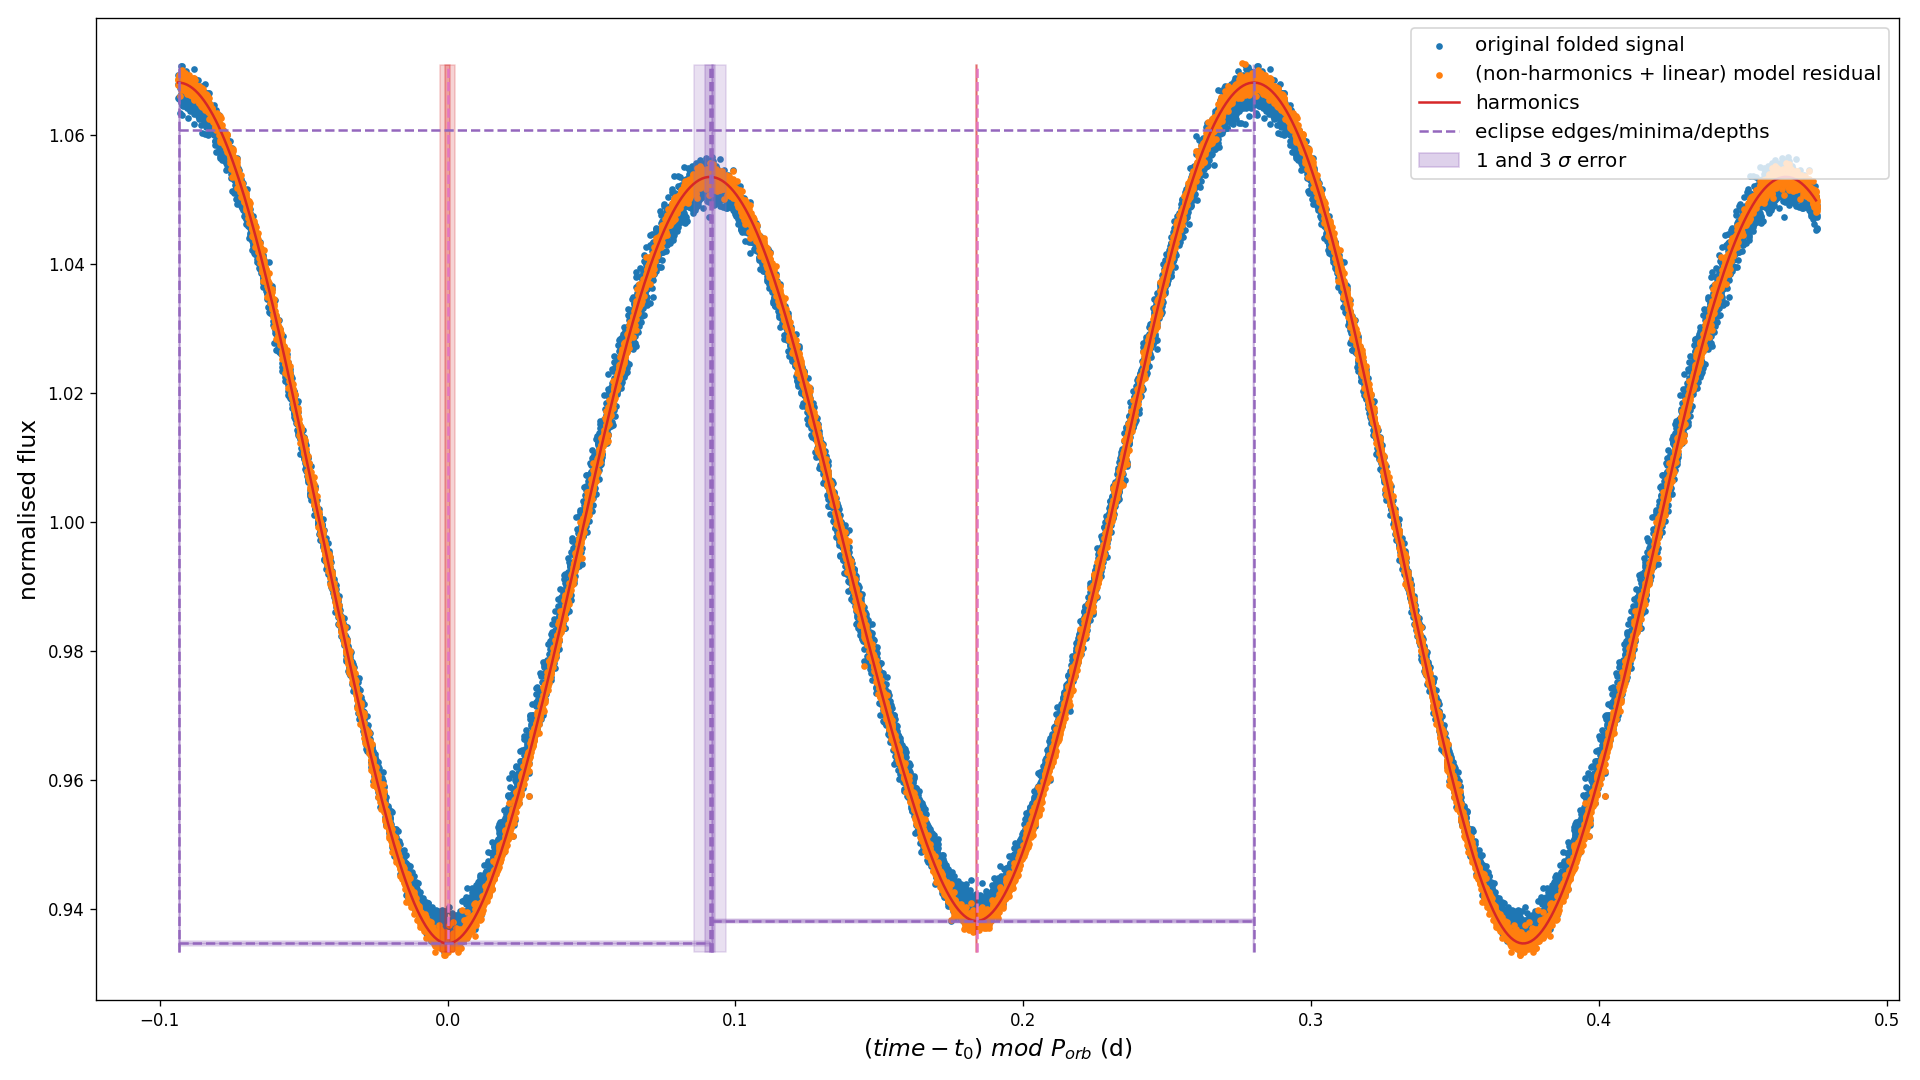 original folded signal
(non-harmonics + linear) model residual
harmonics
eclipse edges/minima/depths
1 and 3 σ error
normalised flux
1.06
1.04
1.02
1.00
0.98
0.96
0.94
−0.1 0.0 0.1 0.2 0.3 0.4 0.5
(time − t₀) mod P_orb (d)